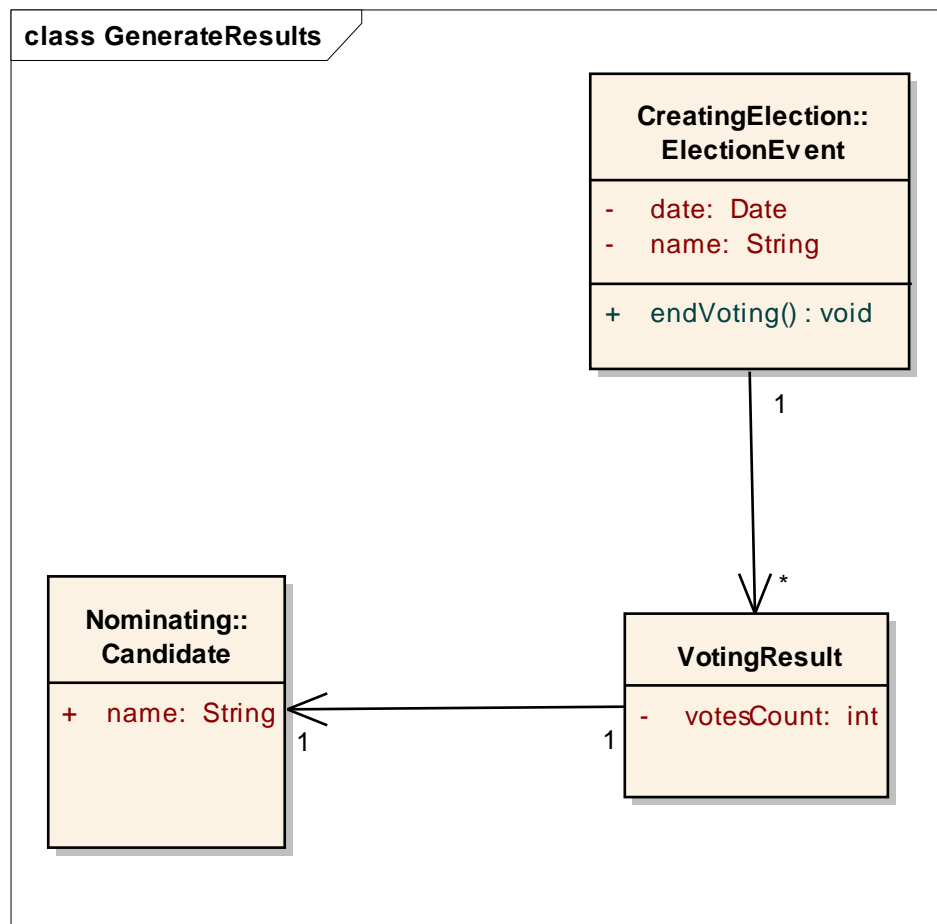 class GenerateResults
CreatingElection::
ElectionEvent
- date: Date
- name: String
+ endVoting() : void
1
*
Nominating::
Candidate
+ name: String
1
1
VotingResult
- votesCount: int